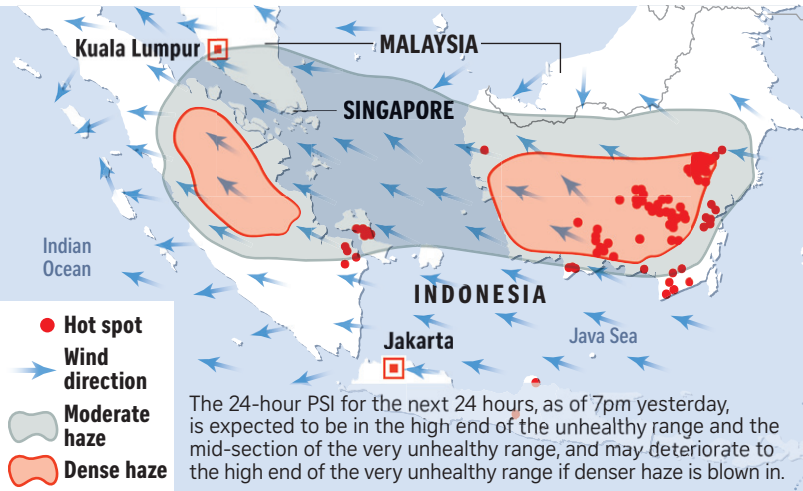 Kuala Lumpur
MALAYSIA
SINGAPORE
Indian
Ocean
INDONESIA
Jakarta
Java Sea
Hot spot
Wind
direction
Moderate
haze
Dense haze
The 24-hour PSI for the next 24 hours, as of 7pm yesterday,
is expected to be in the high end of the unhealthy range and the
mid-section of the very unhealthy range, and may deteriorate to
the high end of the very unhealthy range if denser haze is blown in.